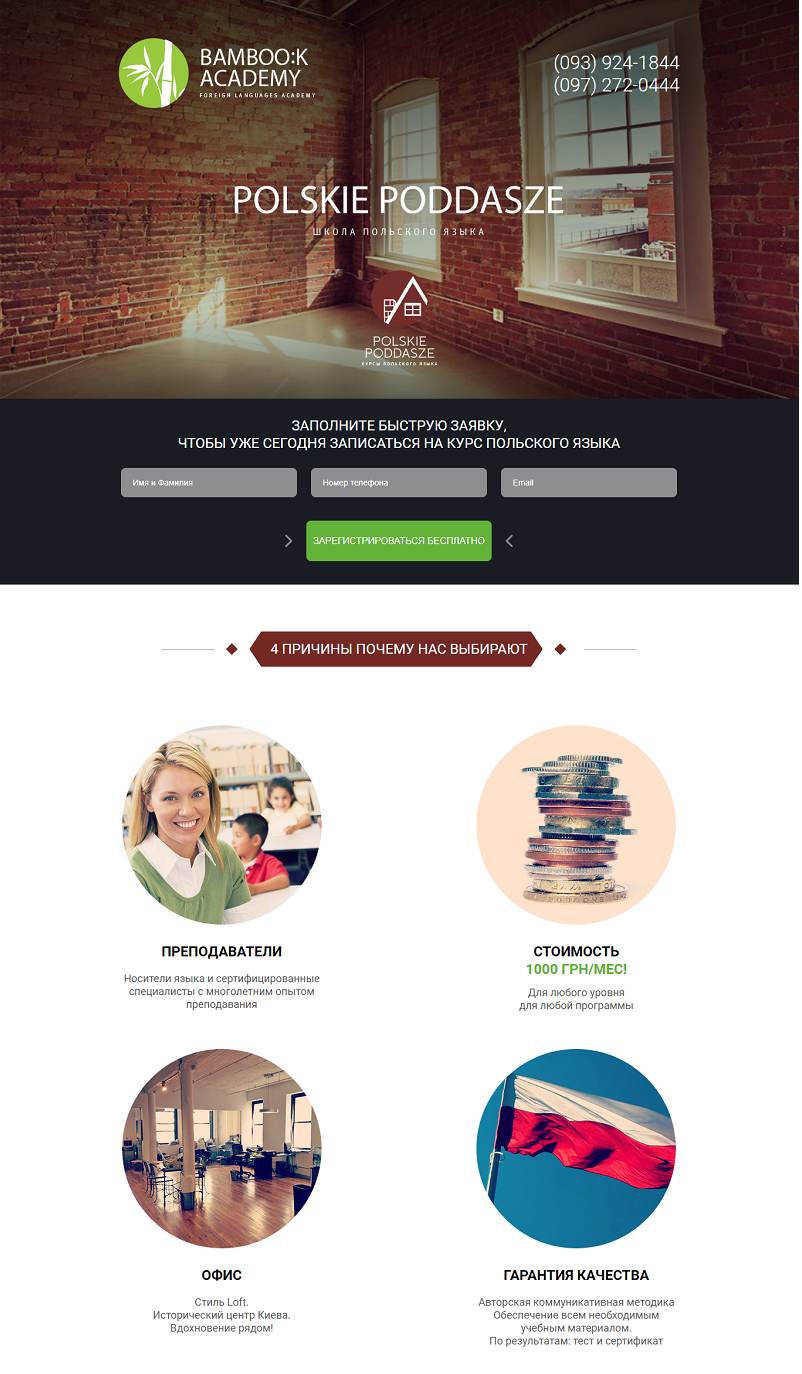 BAMBOO:K
ACADEMY
FOREIGN LANGUAGES ACADEMY
(093) 924-1844
(097) 272-0444
POLSKIE PODDASZE
ШКОЛА ПОЛЬСКОГО ЯЗЫКА
POLSKIE
PODDASZE
КУРСЫ ПОЛЬСКОГО ЯЗЫКА
ЗАПОЛНИТЕ БЫСТРУЮ ЗАЯВКУ,
ЧТОБЫ УЖЕ СЕГОДНЯ ЗАПИСАТЬСЯ НА КУРС ПОЛЬСКОГО ЯЗЫКА
Имя и Фамилия
Номер телефона
Email
ЗАРЕГИСТРИРОВАТЬСЯ БЕСПЛАТНО
4 ПРИЧИНЫ ПОЧЕМУ НАС ВЫБИРАЮТ
ПРЕПОДАВАТЕЛИ
Носители языка и сертифицированные
специалисты с многолетним опытом
преподавания
СТОИМОСТЬ
1000 ГРН/МЕС!
Для любого уровня
для любой программы
ОФИС
Стиль Loft.
Исторический центр Киева.
Вдохновение рядом!
ГАРАНТИЯ КАЧЕСТВА
Авторская коммуникативная методика
Обеспечение всем необходимым
учебным материалом.
По результатам: тест и сертификат